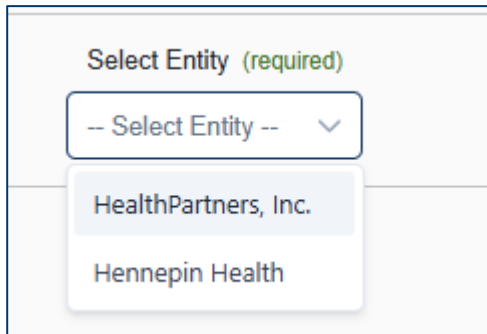 Select Entity (required)
-- Select Entity --
HealthPartners, Inc.
Hennepin Health